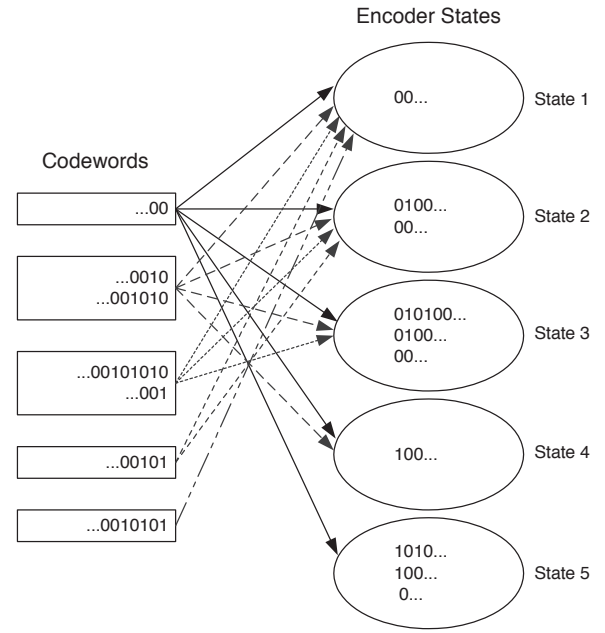 Encoder States
00...
State 1
Codewords
...00
0100...
00...
State 2
...0010
...001010
010100...
0100...
00...
State 3
...00101010
...001
...00101
100...
State 4
...0010101
1010...
100...
0...
State 5